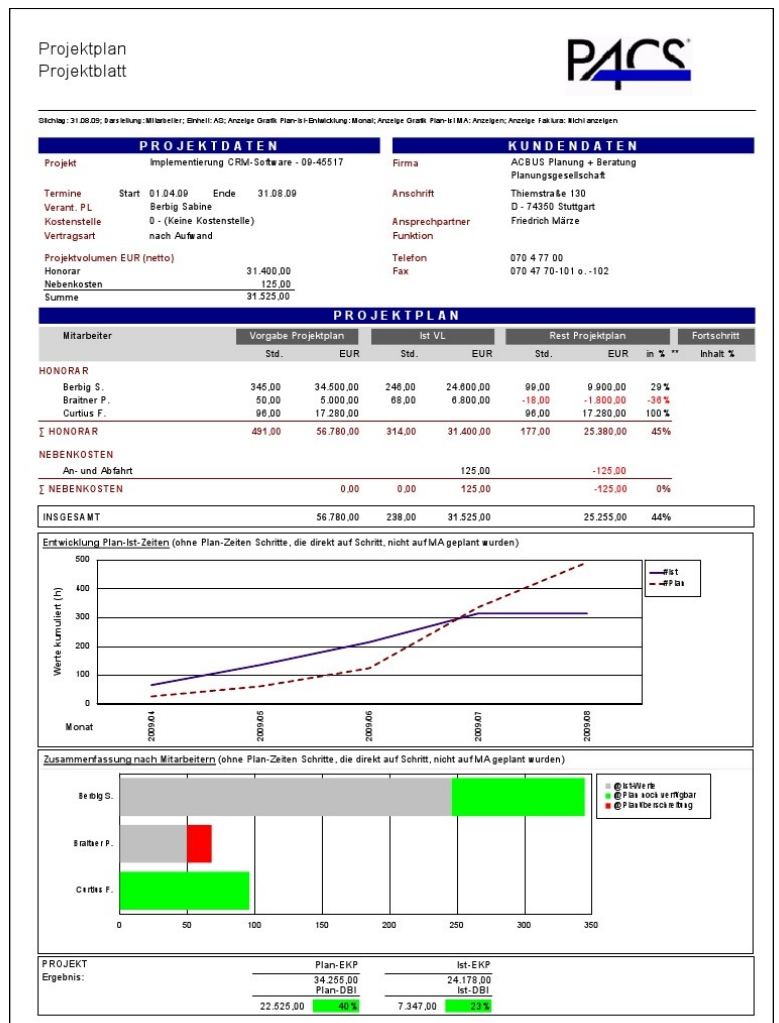 Projektplan
Projektblatt
PACS
Stichtag: 31.08.09; Darstellung: Mitarbeiter; Einheit: AS; Anzeige Grafik Plan-Ist-Entwicklung: Monat; Anzeige Grafik Plan-Ist MA: Anzeigen; Anzeige Faktura: Nicht anzeigen
PROJEKTDATEN KUNDENDATEN
Projekt Implementierung CRM-Software - 09-45517 Firma ACBUS Planung + Beratung
Planungsgesellschaft
Termine Start 01.04.09 Ende 31.08.09 Anschrift Thiemstraße 130
Verant. PL Berbig Sabine D - 74350 Stuttgart
Kostenstelle 0 - (Keine Kostenstelle) Ansprechpartner Friedrich Märze
Vertragsart nach Aufwand Funktion
Projektvolumen EUR (netto) Telefon 070 4 77 00
Honorar 31.400,00 Fax 070 47 70-101 o. -102
Nebenkosten 125,00
Summe 31.525,00
PROJEKTPLAN
Mitarbeiter Vorgabe Projektplan Ist VL Rest Projektplan Fortschritt
Std. EUR Std. EUR Std. EUR in % ** Inhalt %
HONORAR
Berbig S. 345,00 34.500,00 246,00 24.600,00 99,00 9.900,00 29%
Braitner P. 50,00 5.000,00 68,00 6.800,00 -18,00 -1.800,00 -36%
Curtius F. 96,00 17.280,00 96,00 17.280,00 100%
∑ HONORAR 491,00 56.780,00 314,00 31.400,00 177,00 25.380,00 45%
NEBENKOSTEN
An- und Abfahrt 125,00 -125,00
∑ NEBENKOSTEN 0,00 0,00 125,00 -125,00 0%
INSGESAMT 56.780,00 238,00 31.525,00 25.255,00 44%
Entwicklung Plan-Ist-Zeiten (ohne Plan-Zeiten Schritte, die direkt auf Schritt, nicht auf MA geplant wurden)
500
400
300
200
100
0
Werte kumuliert (h)
Monat
2009/04 2009/05 2009/06 2009/07 2009/08
#Ist
#Plan
Zusammenfassung nach Mitarbeitern (ohne Plan-Zeiten Schritte, die direkt auf Schritt, nicht auf MA geplant wurden)
Berbig S.
Braitner P.
Curtius F.
0 50 100 150 200 250 300 350
@Ist-Werte
@Plan noch verfügbar
@Planüberschreitung
PROJEKT Plan-EKP Ist-EKP
Ergebnis: 34.255,00 24.178,00
Plan-DBI Ist-DBI
22.525,00 40% 7.347,00 23%